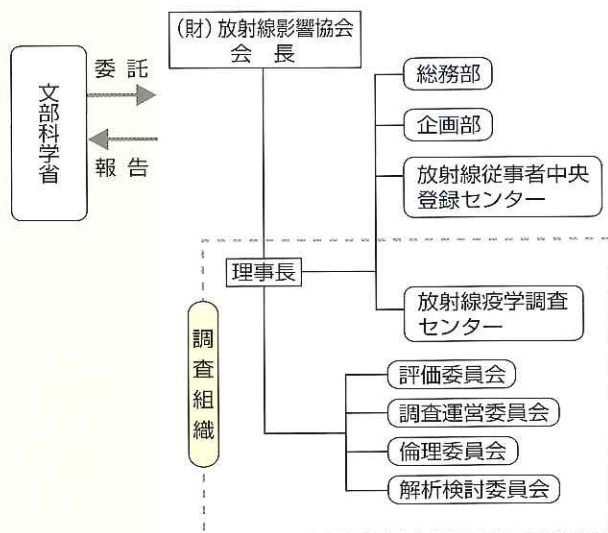 (財)放射線影響協会
会長
文部科学省
委託
報告
総務部
企画部
放射線従事者中央
登録センター
理事長
放射線疫学調査
センター
調査組織
評価委員会
調査運営委員会
倫理委員会
解析検討委員会